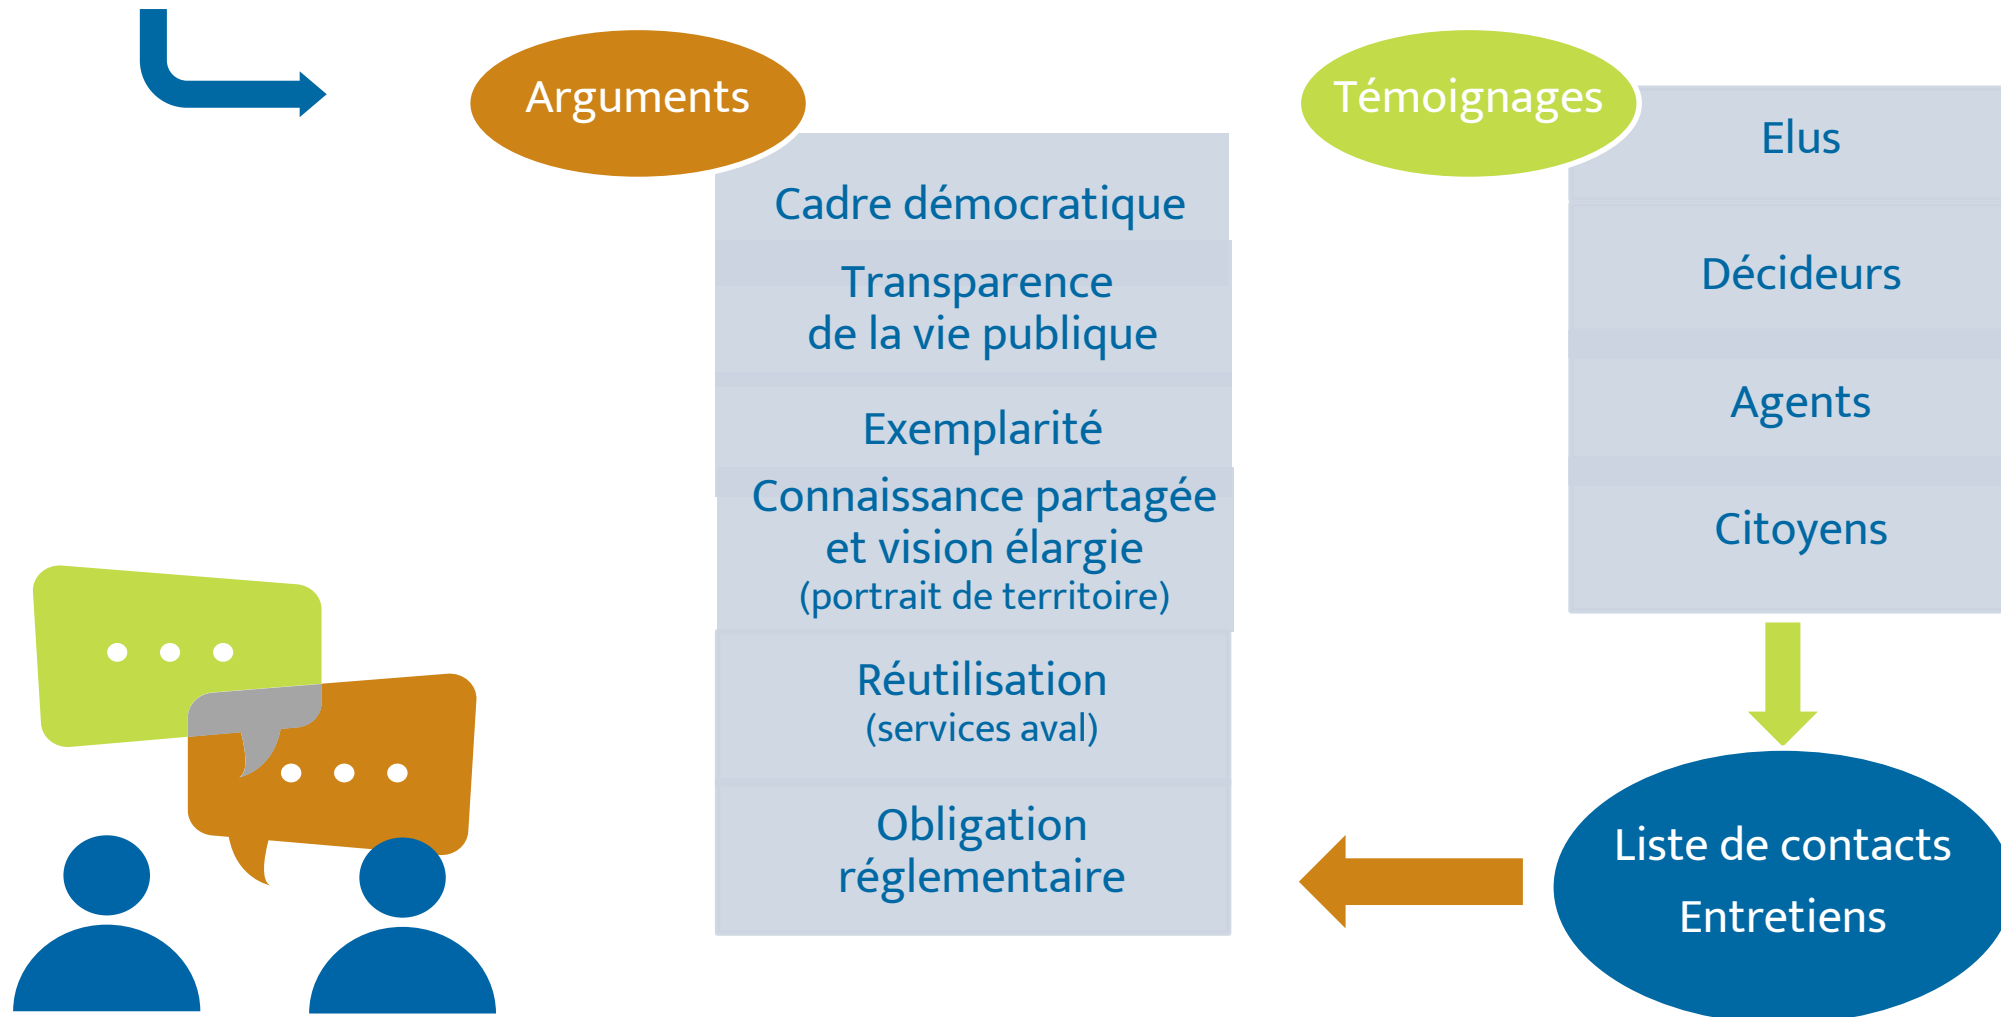 Arguments
Cadre démocratique
Transparence
de la vie publique
Exemplarité
Connaissance partagée
et vision élargie
(portrait de territoire)
Réutilisation
(services aval)
Obligation
réglementaire
Témoignages
Elus
Décideurs
Agents
Citoyens
Liste de contacts
Entretiens